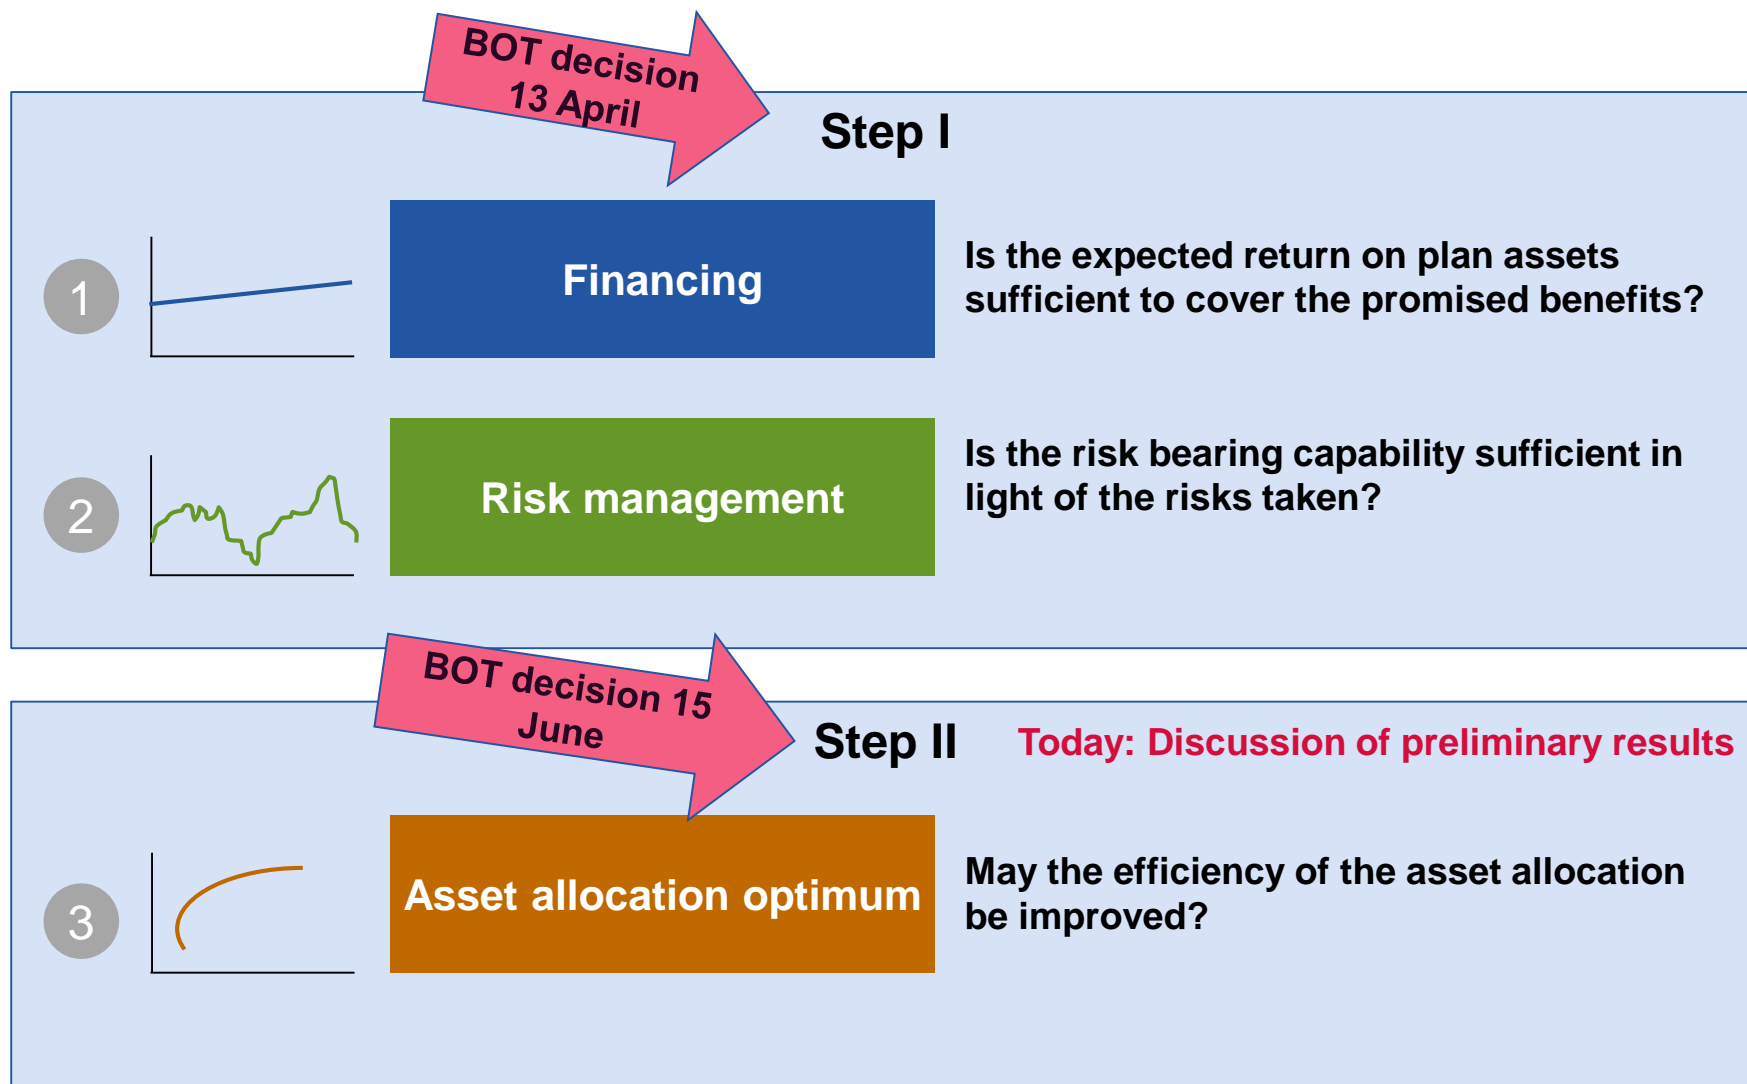 BOT decision
13 April
Step I
1
Financing
Is the expected return on plan assets
sufficient to cover the promised benefits?
2
Risk management
Is the risk bearing capability sufficient in
light of the risks taken?
BOT decision 15
June
Step II
Today: Discussion of preliminary results
3
Asset allocation optimum
May the efficiency of the asset allocation
be improved?